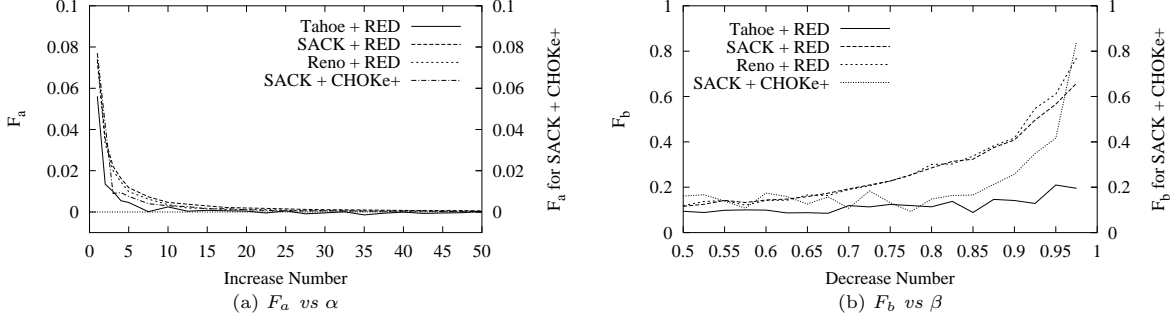 0.1
0.08
0.06
0.04
0.02
0
F_a
0 5 10 15 20 25 30 35 40 45 50
Increase Number
Tahoe + RED
SACK + RED
Reno + RED
SACK + CHOKe+
0.1
0.08
0.06
0.04
0.02
0
F_a for SACK + CHOKe+
(a) F_a vs α
1
0.8
0.6
0.4
0.2
0
F_b
0.5 0.55 0.6 0.65 0.7 0.75 0.8 0.85 0.9 0.95 1
Decrease Number
Tahoe + RED
SACK + RED
Reno + RED
SACK + CHOKe+
1
0.8
0.6
0.4
0.2
0
F_b for SACK + CHOKe+
(b) F_b vs β